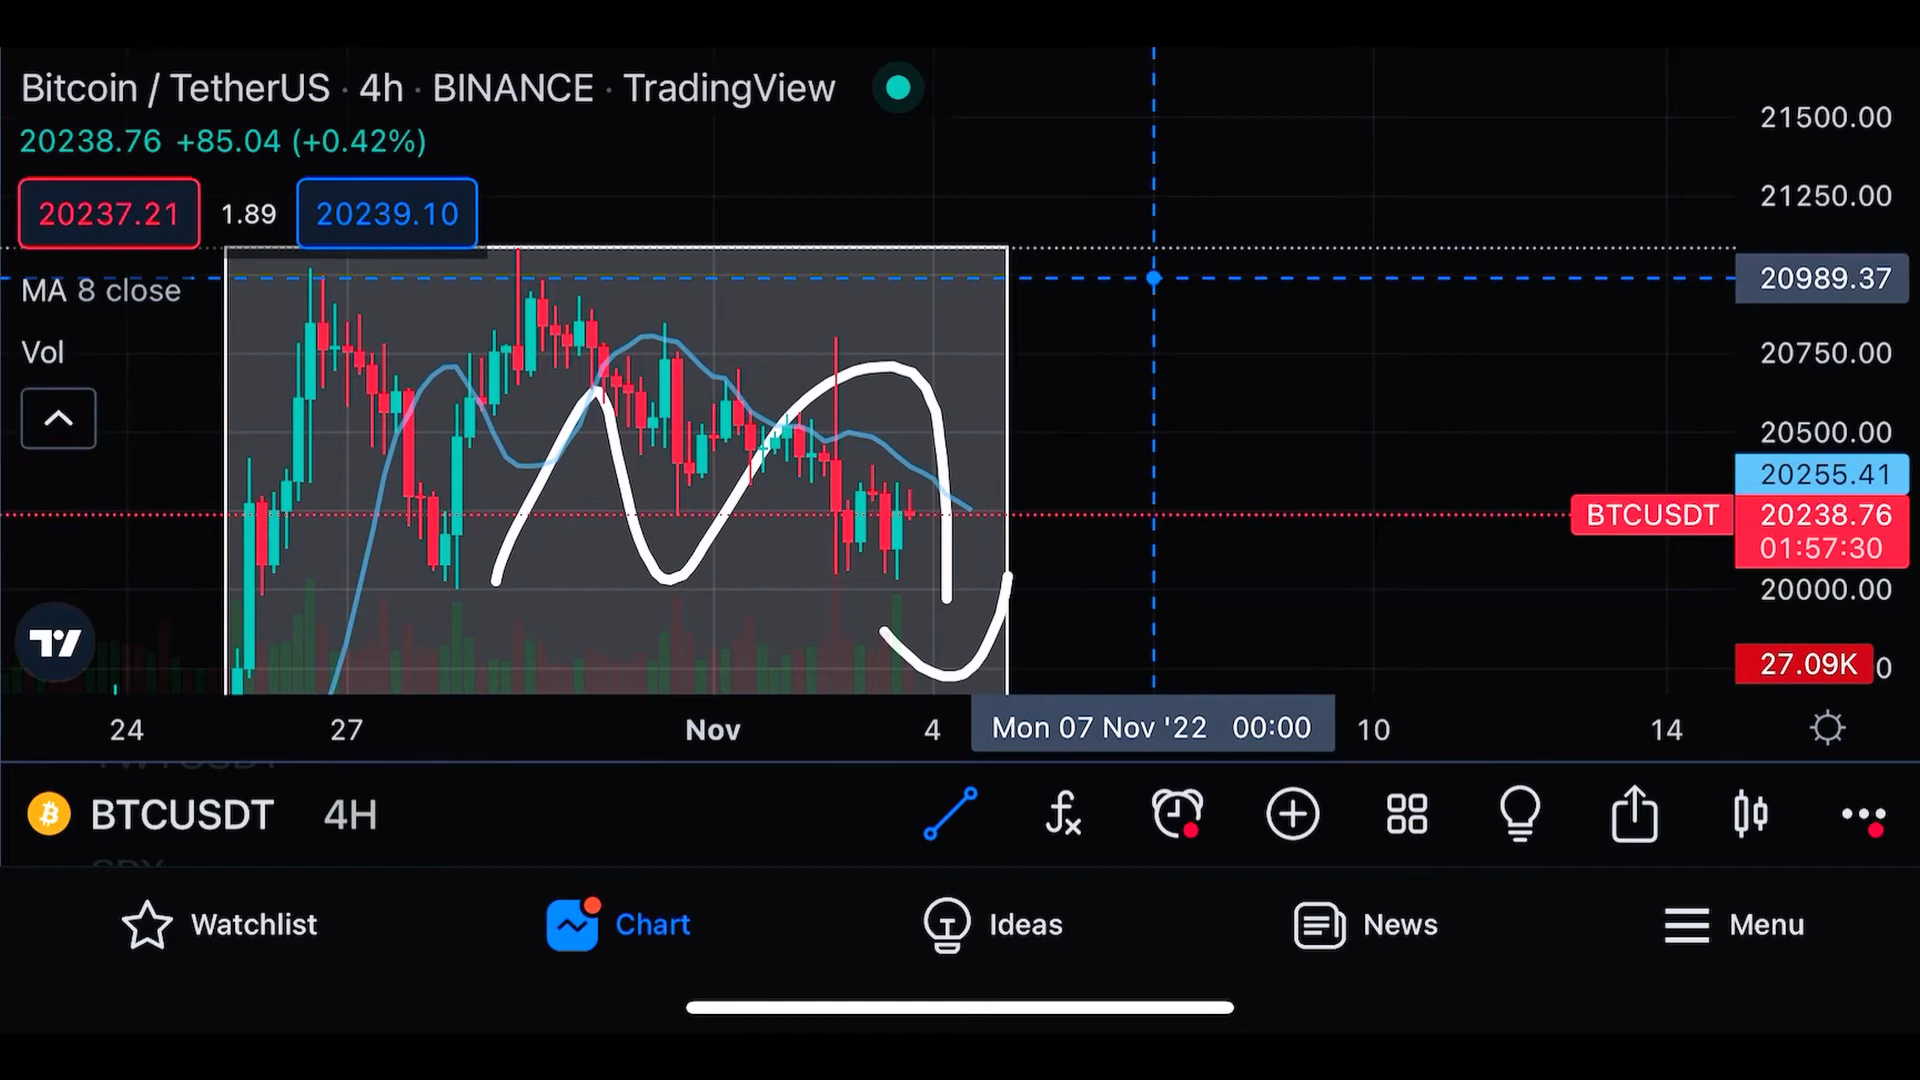 Bitcoin / TetherUS · 4h · BINANCE · TradingView
20238.76 +85.04 (+0.42%)
20237.21 1.89 20239.10
MA 8 close
Vol
21500.00
21250.00
20989.37
20750.00
20500.00
20255.41
BTCUSDT 20238.76
01:57:30
20000.00
27.09K 0
24 27 Nov 4 Mon 07 Nov '22 00:00 10 14
BTCUSDT 4H
Watchlist Chart Ideas News Menu